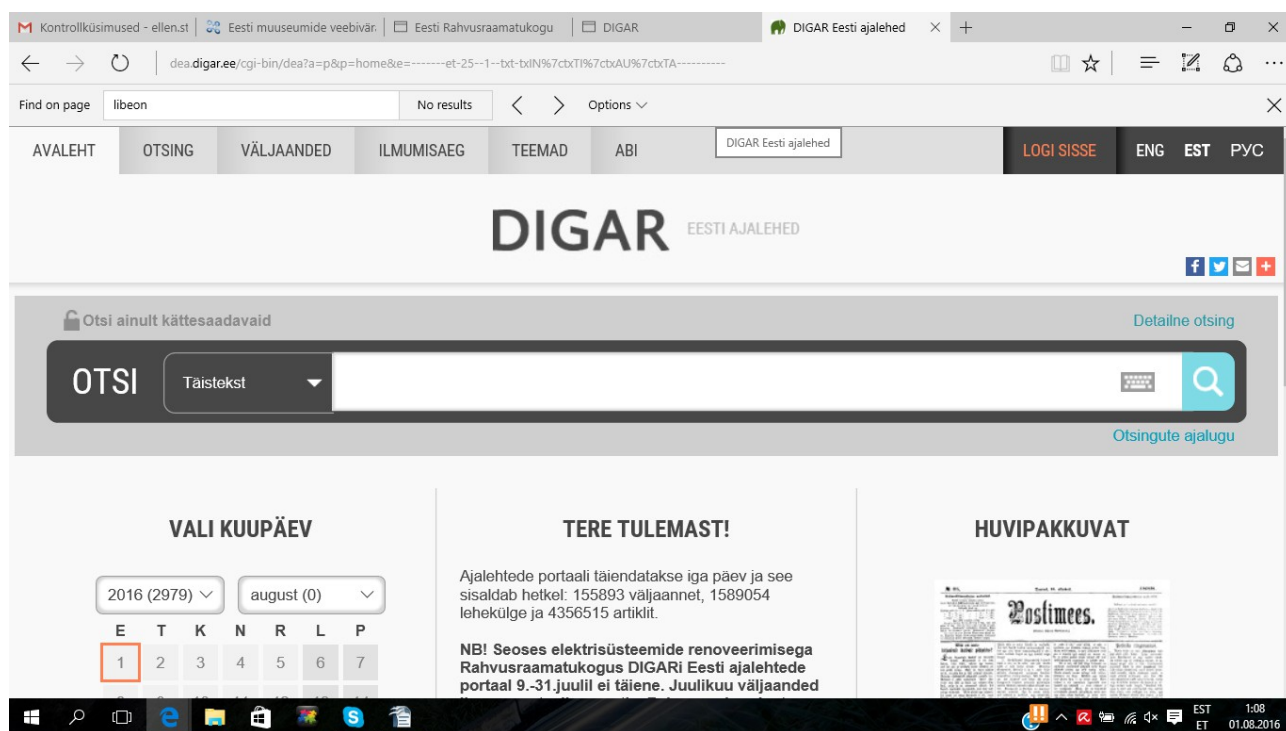 Kontrollküsimused - ellen.st
Eesti muuseumide veebivär
Eesti Rahvusraamatukogu
DIGAR
DIGAR Eesti ajalehed
dea.digar.ee/cgi-bin/dea?a=p&p=home&e=-------et-25--1--txt-txIN%7ctxTI%7ctxAU%7ctxTA----------
Find on page libeon No results Options
AVALEHT OTSING VÄLJAANDED ILMUMISAEG TEEMAD ABI
DIGAR Eesti ajalehed
LOGI SISSE ENG EST РУС
DIGAR EESTI AJALEHED
Otsi ainult kättesaadavaid
Detailne otsing
OTSI Täistekst
Otsingute ajalugu
VALI KUUPÄEV
2016 (2979) august (0)
E T K N R L P
1 2 3 4 5 6 7
TERE TULEMAST!
Ajalehtede portaali täiendatakse iga päev ja see
sisaldab hetkel: 155893 väljaannet, 1589054
lehekülge ja 4356515 artiklit.
NB! Seoses elektrisüsteemide renoveerimisega
Rahvusraamatukogus DIGARi Eesti ajalehtede
portaal 9.-31.juulil ei täiene. Juulikuu väljaanded
HUVIPAKKUVAT
Postimees.
EST
ET
1:08
01.08.2016